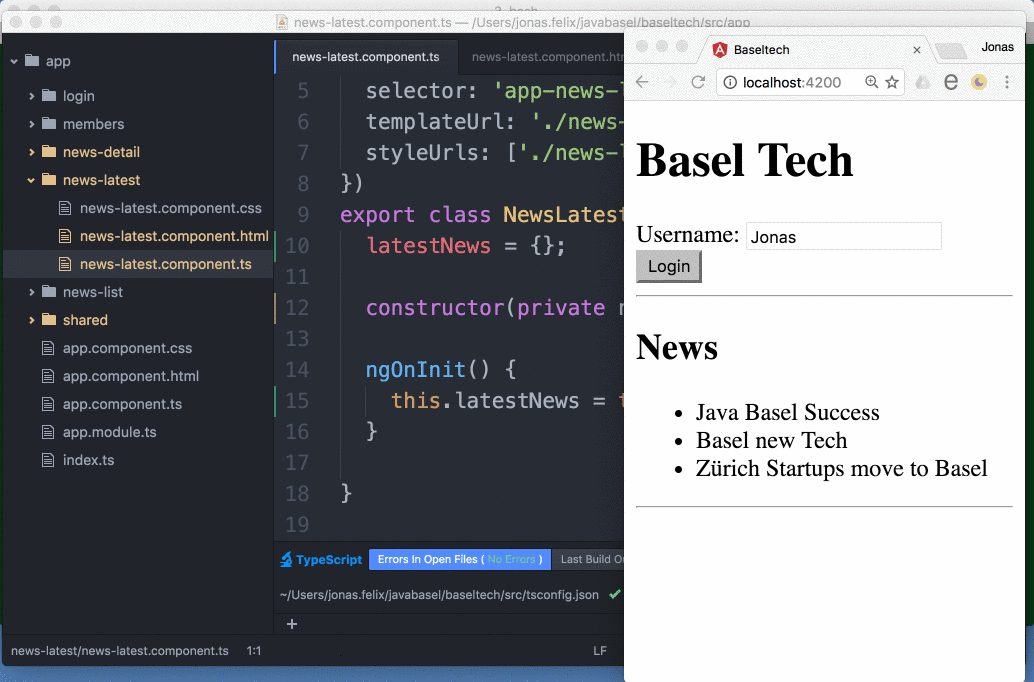 2. bash
news-latest.component.ts — /Users/jonas.felix/javabasel/baseltech/src/app
app
login
members
news-detail
news-latest
news-latest.component.css
news-latest.component.html
news-latest.component.ts
news-list
shared
app.component.css
app.component.html
app.component.ts
app.module.ts
index.ts
news-latest.component.ts news-latest.component.htm
5 selector: 'app-news-
6 templateUrl: './news-
7 styleUrls: ['./news-
8 })
9 export class NewsLatest
10 latestNews = {};
11
12 constructor(private
13
14 ngOnInit() {
15 this.latestNews =
16 }
17
18 }
19
TypeScript Errors In Open Files ( No Errors ) Last Build Ou
~/Users/jonas.felix/javabasel/baseltech/src/tsconfig.json ✔
+
news-latest/news-latest.component.ts 1:1 LF
Baseltech × Jonas
localhost:4200
Basel Tech
Username: Jonas
Login
News
• Java Basel Success
• Basel new Tech
• Zürich Startups move to Basel